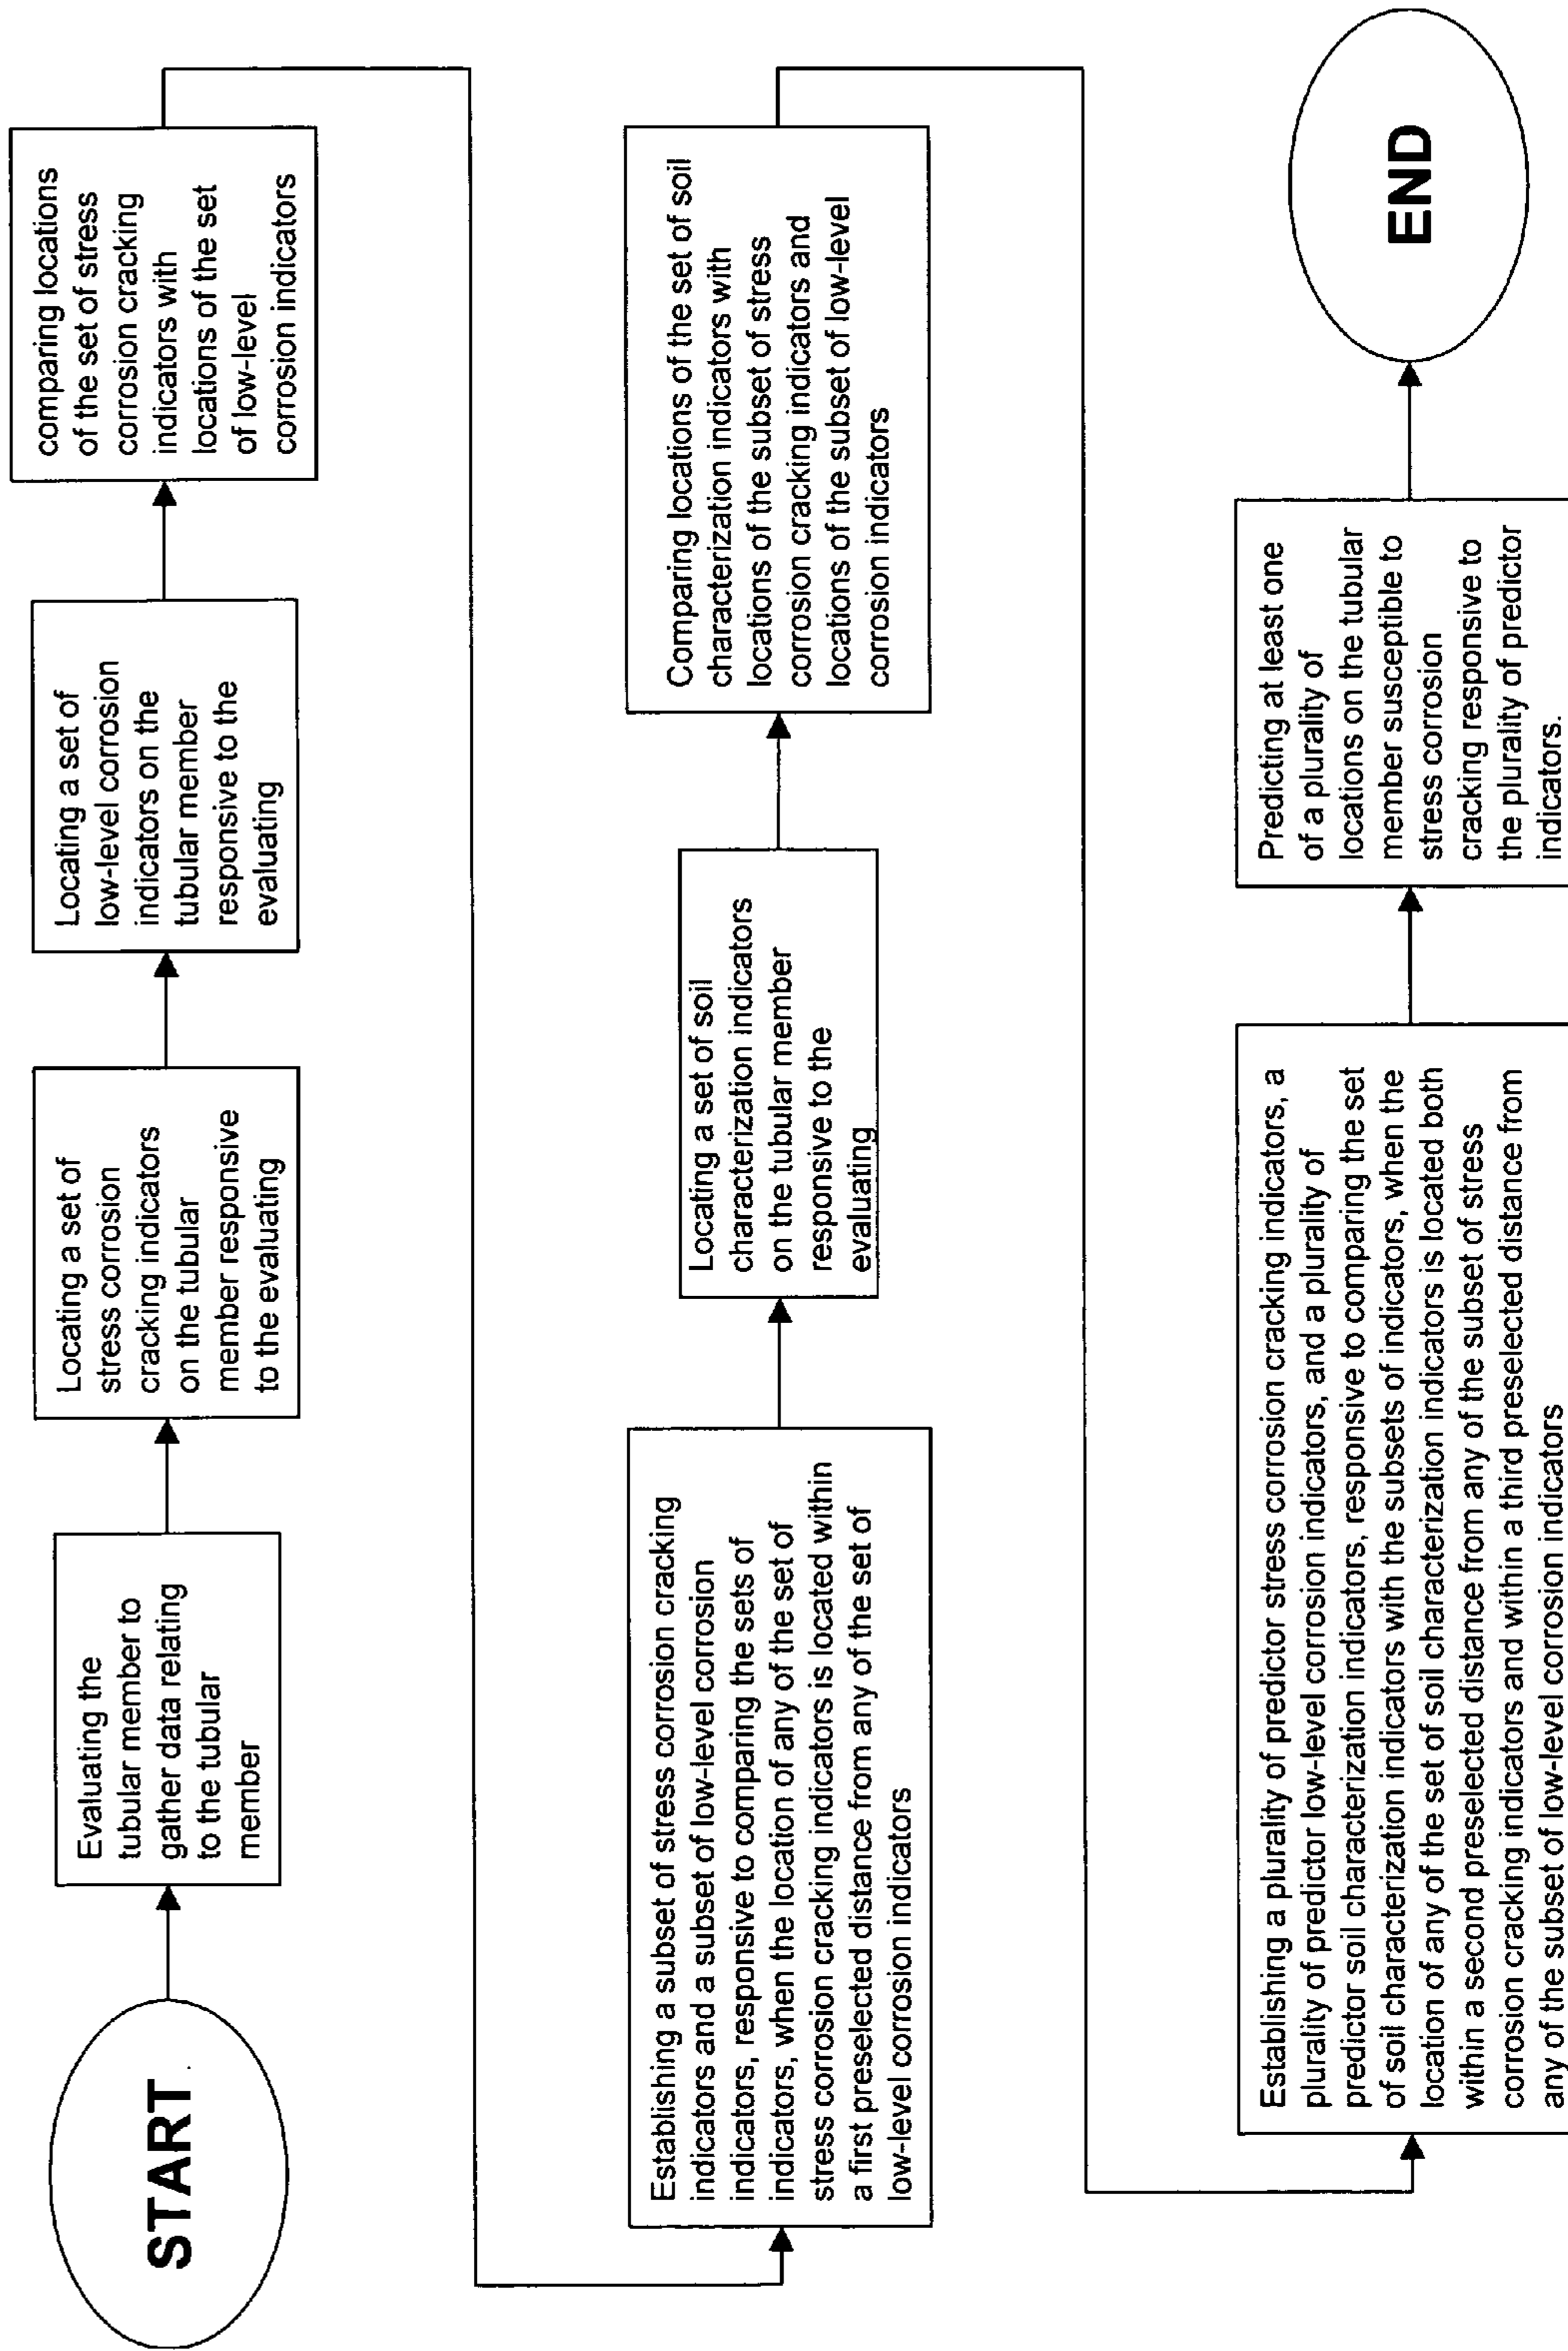 START
Evaluating the
tubular member to
gather data relating
to the tubular
member
Locating a set of
stress corrosion
cracking indicators
on the tubular
member responsive
to the evaluating
Locating a set of
low-level corrosion
indicators on the
tubular member
responsive to the
evaluating
comparing locations
of the set of stress
corrosion cracking
indicators with
locations of the set
of low-level
corrosion indicators
Establishing a subset of stress corrosion cracking
indicators and a subset of low-level corrosion
indicators, responsive to comparing the sets of
indicators, when the location of any of the set of
stress corrosion cracking indicators is located within
a first preselected distance from any of the set of
low-level corrosion indicators
Locating a set of soil
characterization indicators
on the tubular member
responsive to the
evaluating
Comparing locations of the set of soil
characterization indicators with
locations of the subset of stress
corrosion cracking indicators and
locations of the subset of low-level
corrosion indicators
Establishing a plurality of predictor stress corrosion cracking indicators, a
plurality of predictor low-level corrosion indicators, and a plurality of
predictor soil characterization indicators, responsive to comparing the set
of soil characterization indicators with the subsets of indicators, when the
location of any of the set of soil characterization indicators is located both
within a second preselected distance from any of the subset of stress
corrosion cracking indicators and within a third preselected distance from
any of the subset of low-level corrosion indicators
Predicting at least one
of a plurality of
locations on the tubular
member susceptible to
stress corrosion
cracking responsive to
the plurality of predictor
indicators.
END